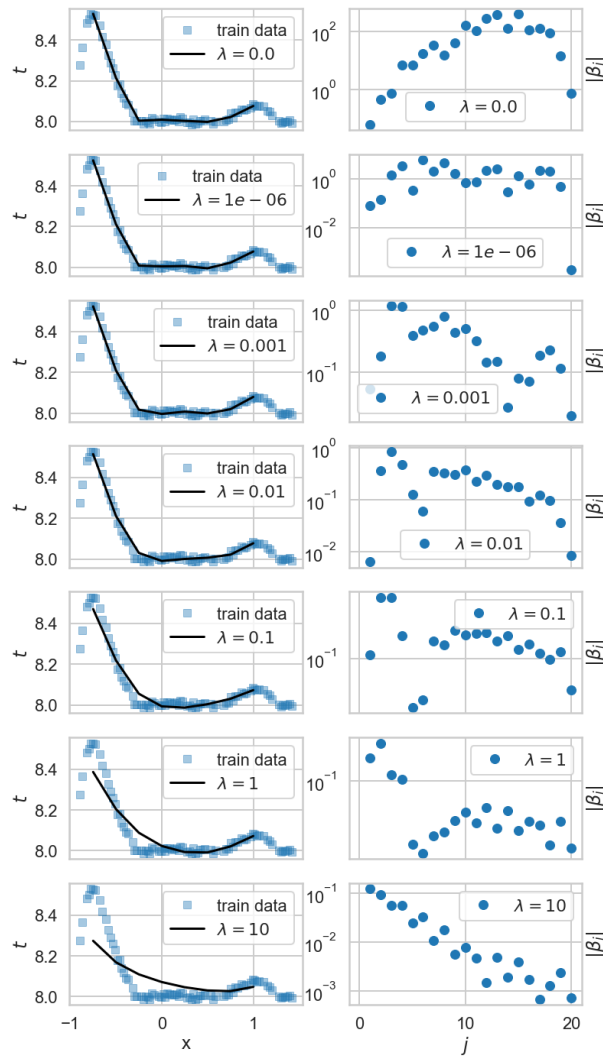 8.4
8.2
8.0
t
train data
λ = 0.0
10²
10⁰
|βᵢ|
λ = 0.0
8.4
8.2
8.0
t
train data
λ = 1e − 06
10⁰
10⁻²
|βᵢ|
λ = 1e − 06
8.4
8.2
8.0
t
train data
λ = 0.001
10⁰
10⁻¹
|βᵢ|
λ = 0.001
8.4
8.2
8.0
t
train data
λ = 0.01
10⁰
10⁻¹
10⁻²
|βᵢ|
λ = 0.01
8.4
8.2
8.0
t
train data
λ = 0.1
10⁻¹
|βᵢ|
λ = 0.1
8.4
8.2
8.0
t
train data
λ = 1
10⁻¹
|βᵢ|
λ = 1
8.4
8.2
8.0
t
train data
λ = 10
10⁻¹
10⁻²
10⁻³
|βᵢ|
λ = 10
−1 0 1
x
0 10 20
j